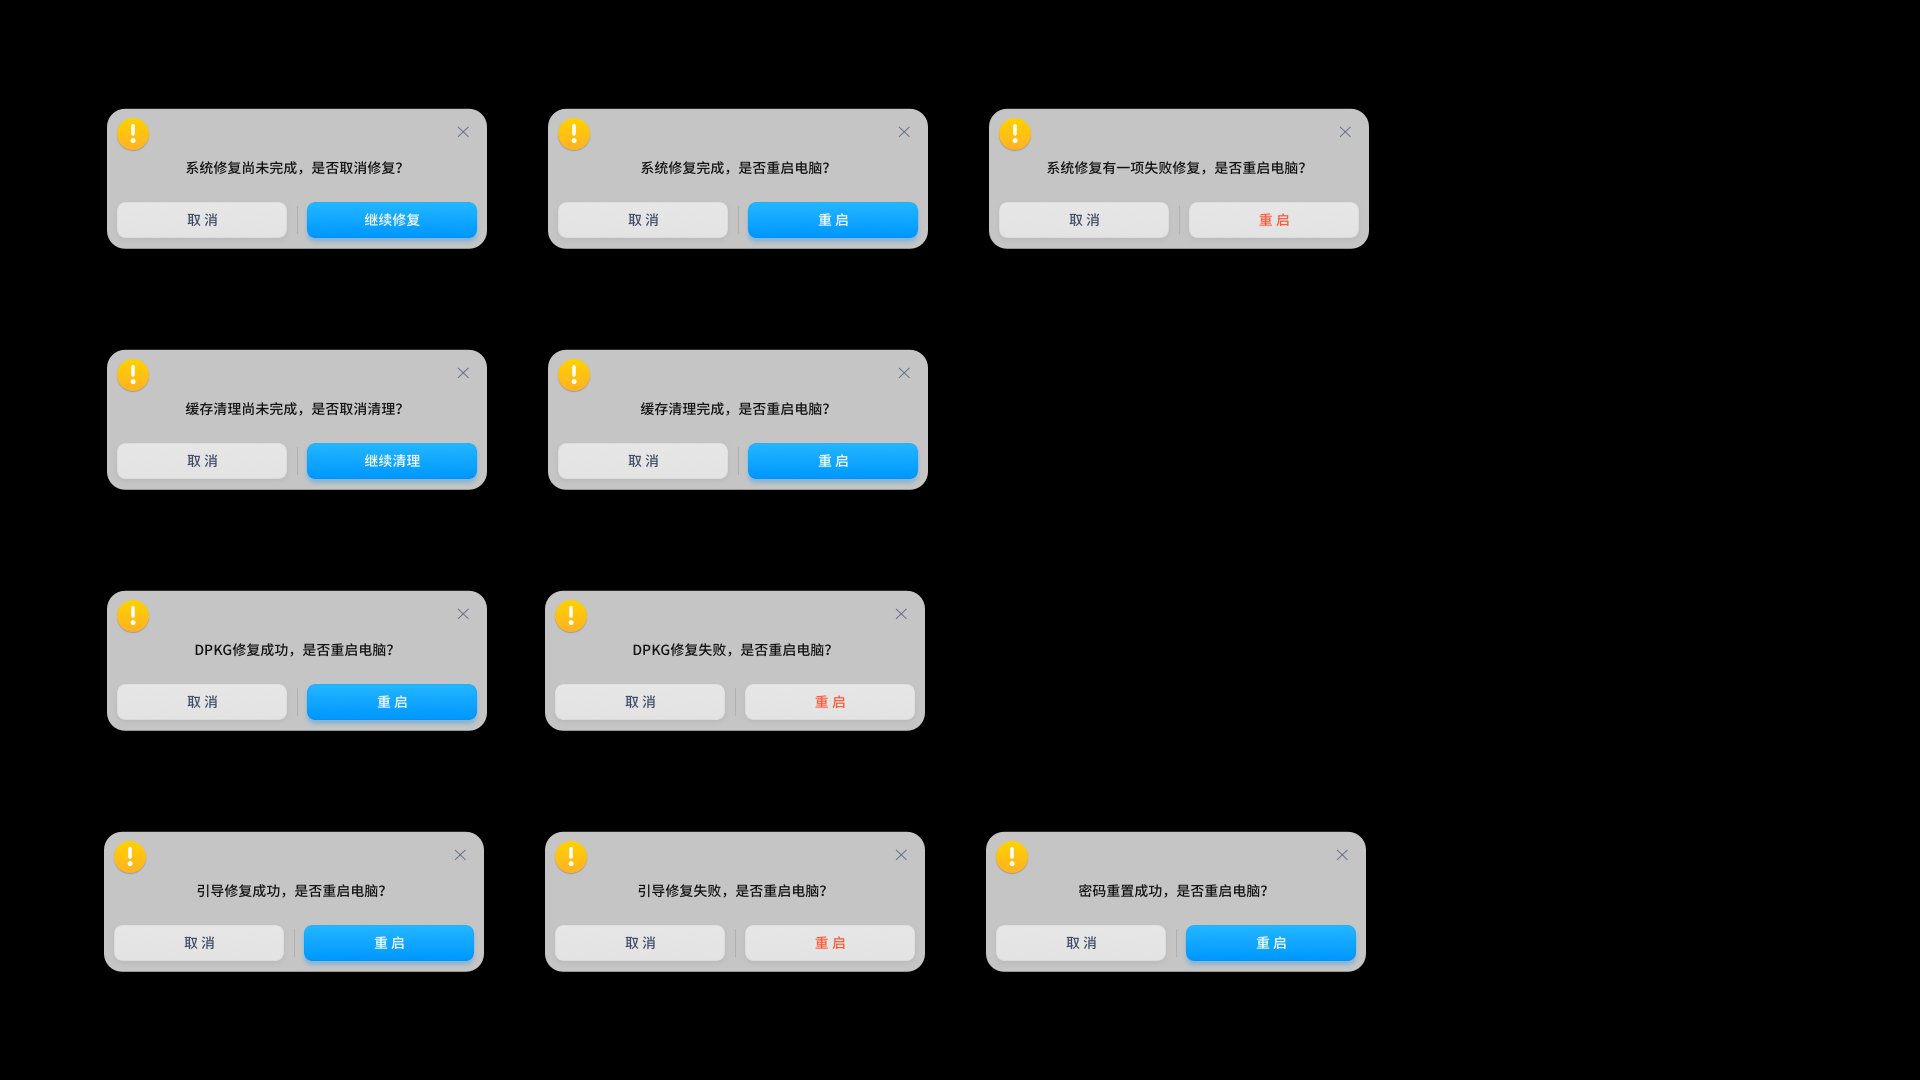 系统修复尚未完成，是否取消修复？
取 消
继续修复
系统修复完成，是否重启电脑？
取 消
重 启
系统修复有一项失败修复，是否重启电脑？
取 消
重 启
缓存清理尚未完成，是否取消清理？
取 消
继续清理
缓存清理完成，是否重启电脑？
取 消
重 启
DPKG修复成功，是否重启电脑？
取 消
重 启
DPKG修复失败，是否重启电脑？
取 消
重 启
引导修复成功，是否重启电脑？
取 消
重 启
引导修复失败，是否重启电脑？
取 消
重 启
密码重置成功，是否重启电脑？
取 消
重 启